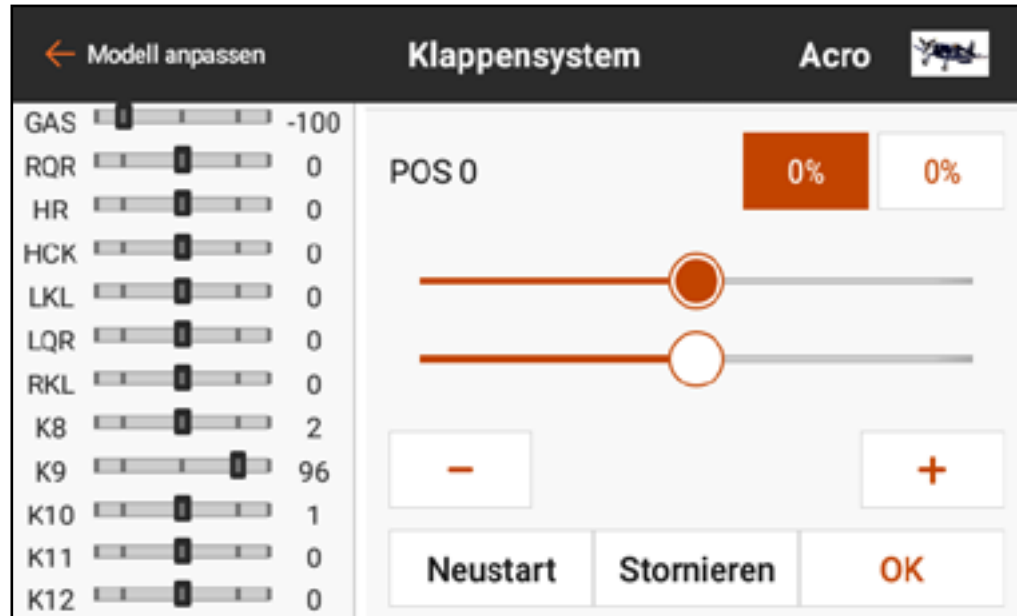 ← Modell anpassen Klappensystem Acro
GAS -100
RQR 0
HR 0
HCK 0
LKL 0
LQR 0
RKL 0
K8 2
K9 96
K10 1
K11 0
K12 0
POS 0 0% 0%
− +
Neustart Stornieren OK